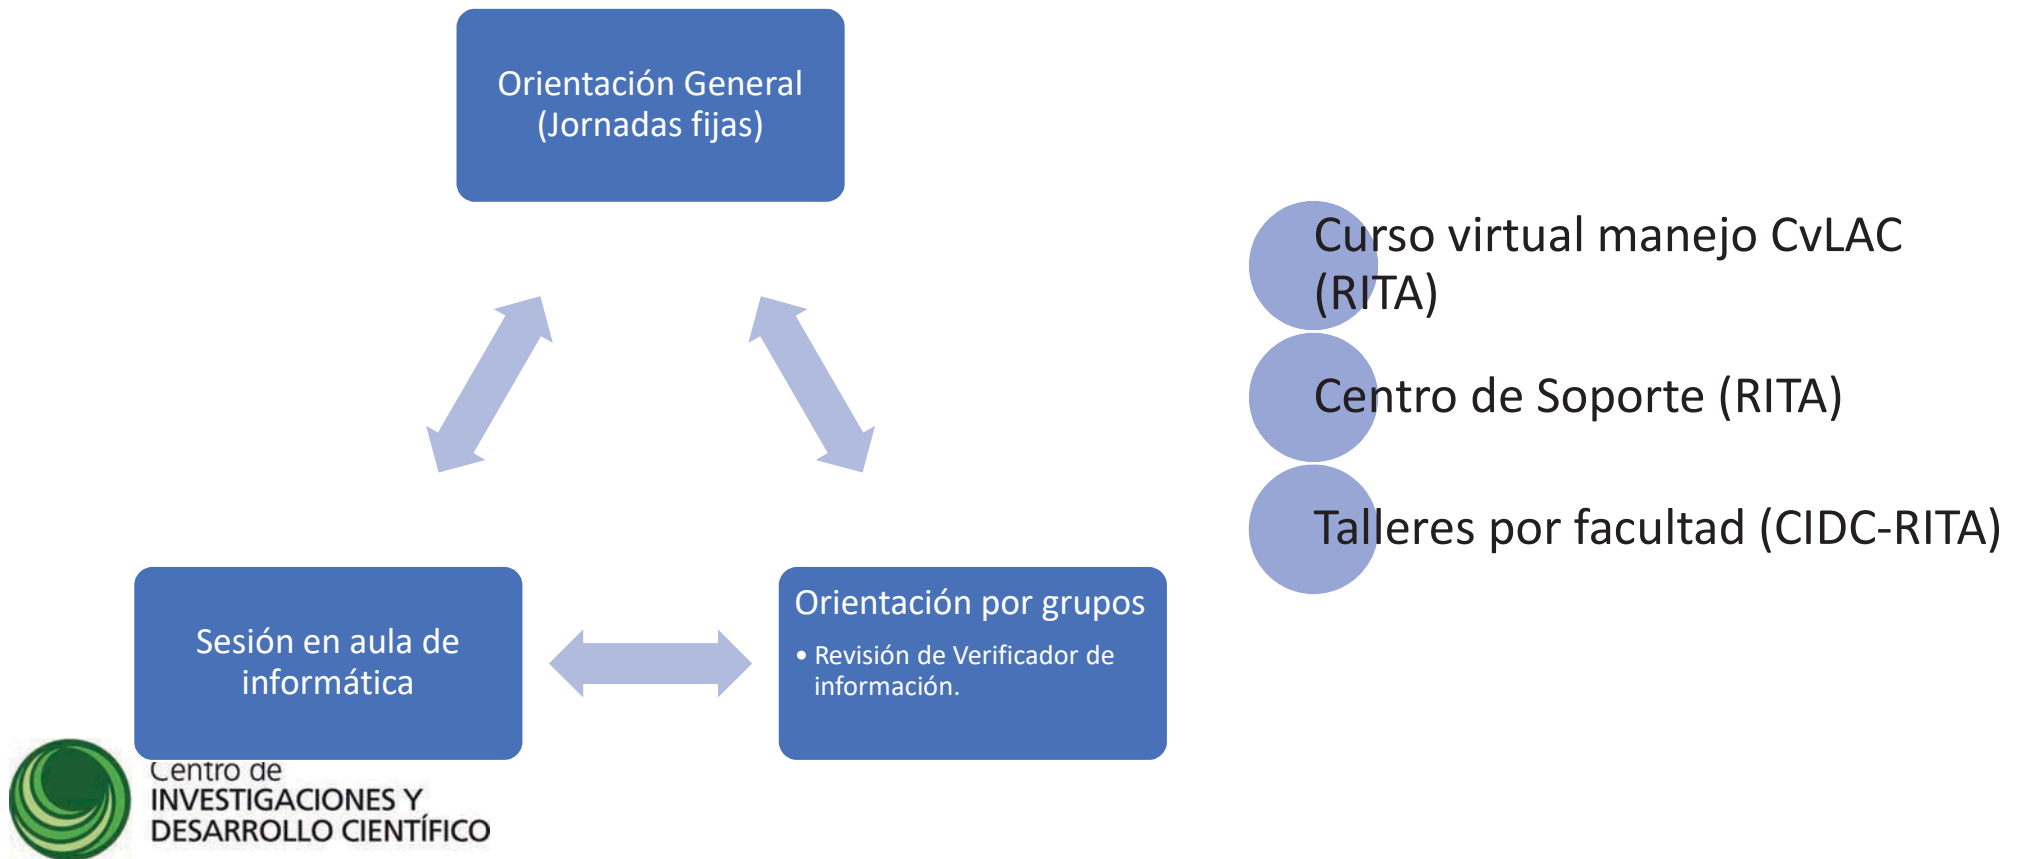 Orientación General
(Jornadas fijas)
Sesión en aula de
informática
Orientación por grupos
• Revisión de Verificador de
información.
Curso virtual manejo CvLAC
(RITA)
Centro de Soporte (RITA)
Talleres por facultad (CIDC-RITA)
Centro de
INVESTIGACIONES Y
DESARROLLO CIENTÍFICO